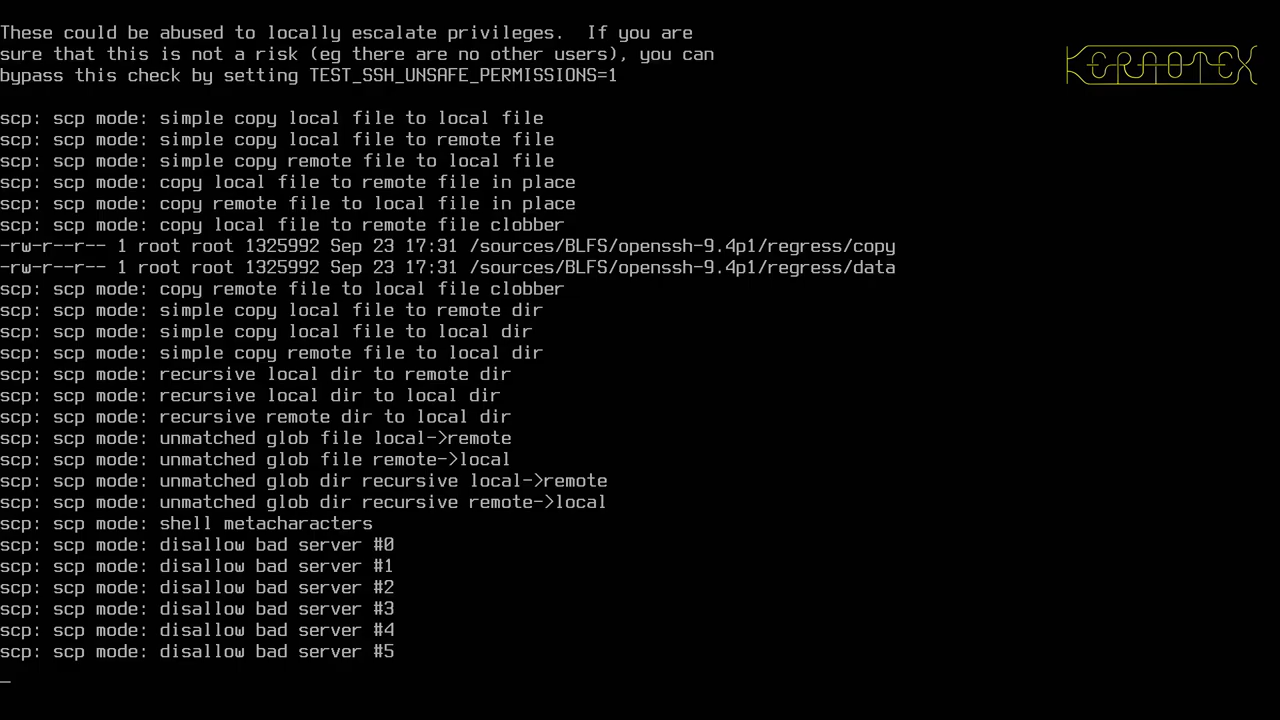 These could be abused to locally escalate privileges.  If you are
sure that this is not a risk (eg there are no other users), you can
bypass this check by setting TEST_SSH_UNSAFE_PERMISSIONS=1
KERNOTEX
scp: scp mode: simple copy local file to local file
scp: scp mode: simple copy local file to remote file
scp: scp mode: simple copy remote file to local file
scp: scp mode: copy local file to remote file in place
scp: scp mode: copy remote file to local file in place
scp: scp mode: copy local file to remote file clobber
-rw-r--r-- 1 root root 1325992 Sep 23 17:31 /sources/BLFS/openssh-9.4p1/regress/copy
-rw-r--r-- 1 root root 1325992 Sep 23 17:31 /sources/BLFS/openssh-9.4p1/regress/data
scp: scp mode: copy remote file to local file clobber
scp: scp mode: simple copy local file to remote dir
scp: scp mode: simple copy local file to local dir
scp: scp mode: simple copy remote file to local dir
scp: scp mode: recursive local dir to remote dir
scp: scp mode: recursive local dir to local dir
scp: scp mode: recursive remote dir to local dir
scp: scp mode: unmatched glob file local->remote
scp: scp mode: unmatched glob file remote->local
scp: scp mode: unmatched glob dir recursive local->remote
scp: scp mode: unmatched glob dir recursive remote->local
scp: scp mode: shell metacharacters
scp: scp mode: disallow bad server #0
scp: scp mode: disallow bad server #1
scp: scp mode: disallow bad server #2
scp: scp mode: disallow bad server #3
scp: scp mode: disallow bad server #4
scp: scp mode: disallow bad server #5
_